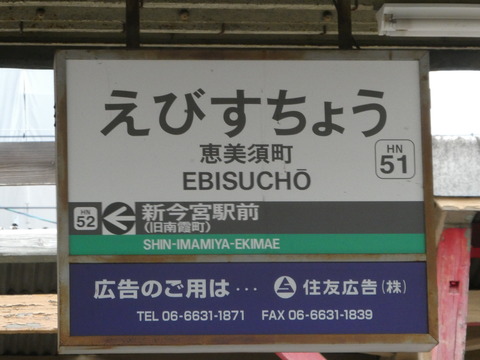 えびすちょう
恵美須町
EBISUCHŌ
HN
51
HN
52
新今宮駅前
(旧南霞町)
SHIN-IMAMIYA-EKIMAE
広告のご用は… 住友広告(株)
TEL 06-6631-1871 FAX 06-6631-1839